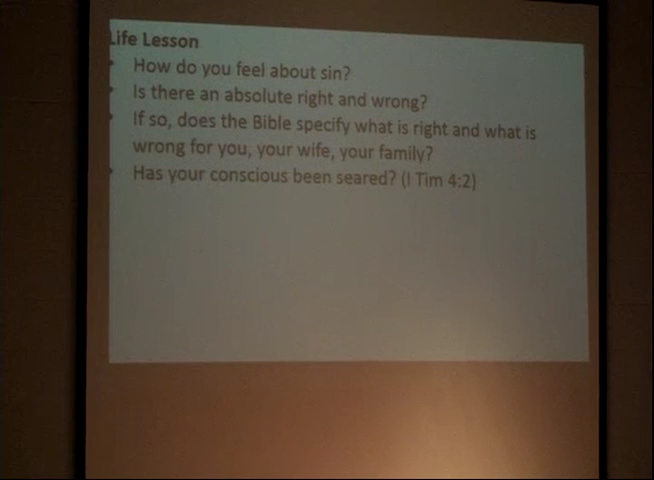 Life Lesson
• How do you feel about sin?
• Is there an absolute right and wrong?
• If so, does the Bible specify what is right and what is
wrong for you, your wife, your family?
• Has your conscious been seared? (I Tim 4:2)